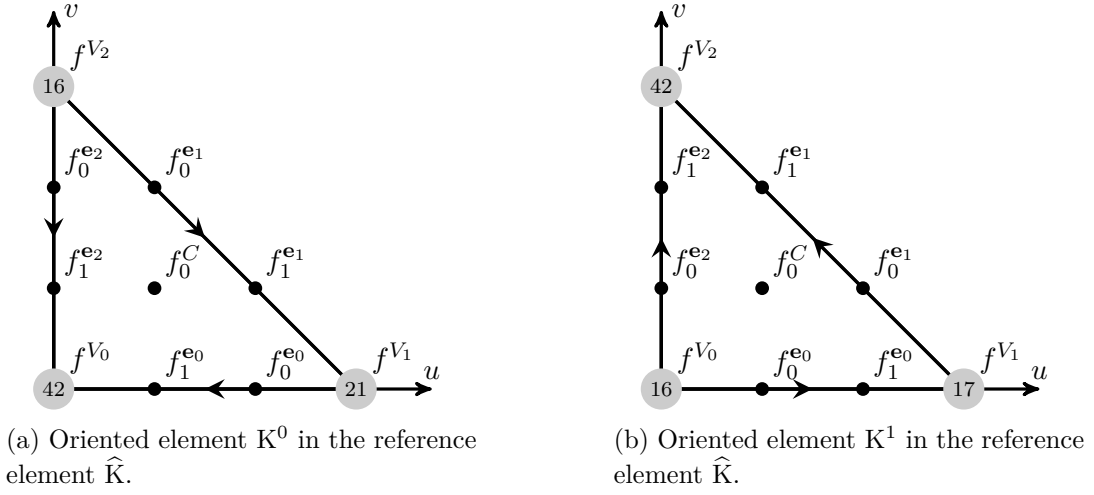 v
f^{V_2}
16
f_0^{e_2}
f_0^{e_1}
f_1^{e_2}
f_0^C
f_1^{e_1}
f^{V_0}
f_1^{e_0}
f_0^{e_0}
f^{V_1}
u
42
21
(a) Oriented element K^0 in the reference
element K̂.
v
f^{V_2}
42
f_1^{e_2}
f_1^{e_1}
f_0^{e_2}
f_0^C
f_0^{e_1}
f^{V_0}
f_0^{e_0}
f_1^{e_0}
f^{V_1}
u
16
17
(b) Oriented element K^1 in the reference
element K̂.